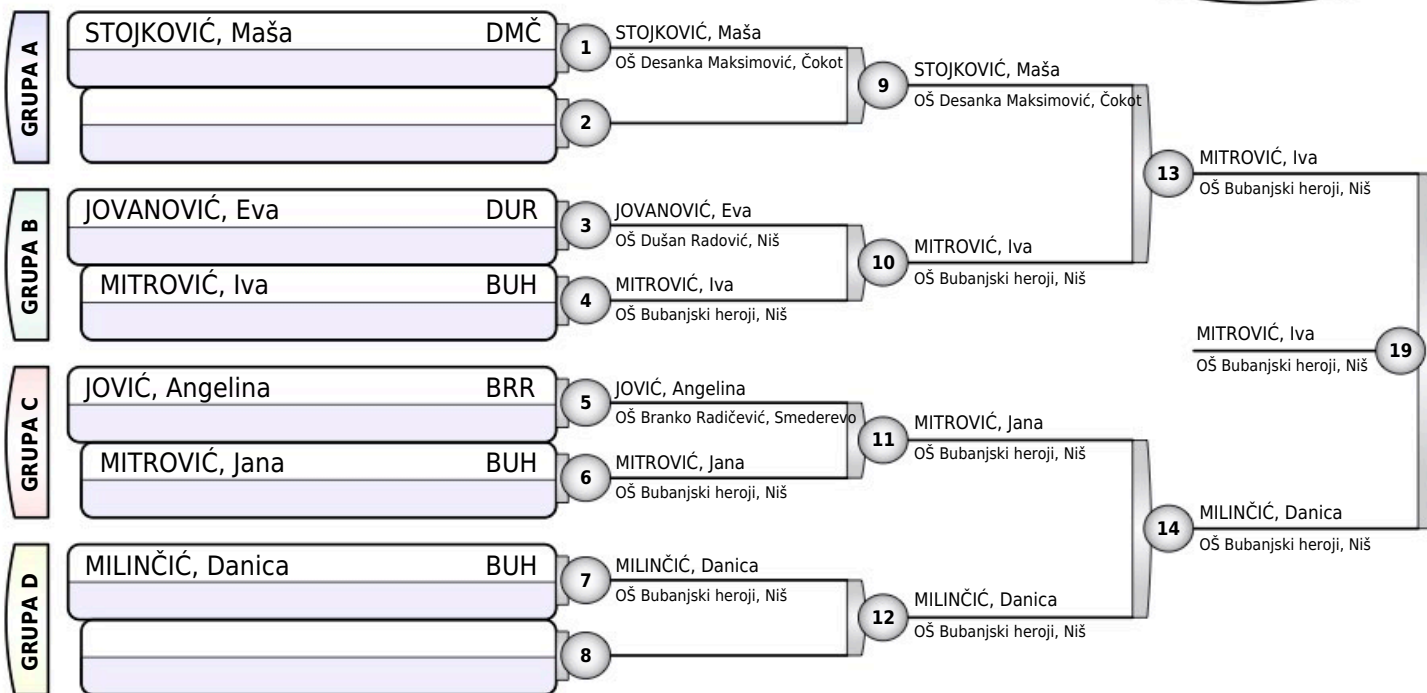 GRUPA A
STOJKOVIĆ, Maša DMČ
1
2
STOJKOVIĆ, Maša
OŠ Desanka Maksimović, Čokot
9
STOJKOVIĆ, Maša
OŠ Desanka Maksimović, Čokot
GRUPA B
JOVANOVIĆ, Eva DUR
MITROVIĆ, Iva BUH
3
JOVANOVIĆ, Eva
OŠ Dušan Radović, Niš
4
MITROVIĆ, Iva
OŠ Bubanjski heroji, Niš
10
MITROVIĆ, Iva
OŠ Bubanjski heroji, Niš
13
MITROVIĆ, Iva
OŠ Bubanjski heroji, Niš
GRUPA C
JOVIĆ, Angelina BRR
MITROVIĆ, Jana BUH
5
JOVIĆ, Angelina
OŠ Branko Radičević, Smederevo
6
MITROVIĆ, Jana
OŠ Bubanjski heroji, Niš
11
MITROVIĆ, Jana
OŠ Bubanjski heroji, Niš
GRUPA D
MILINČIĆ, Danica BUH
7
MILINČIĆ, Danica
OŠ Bubanjski heroji, Niš
8
12
MILINČIĆ, Danica
OŠ Bubanjski heroji, Niš
14
MILINČIĆ, Danica
OŠ Bubanjski heroji, Niš
MITROVIĆ, Iva
OŠ Bubanjski heroji, Niš
19